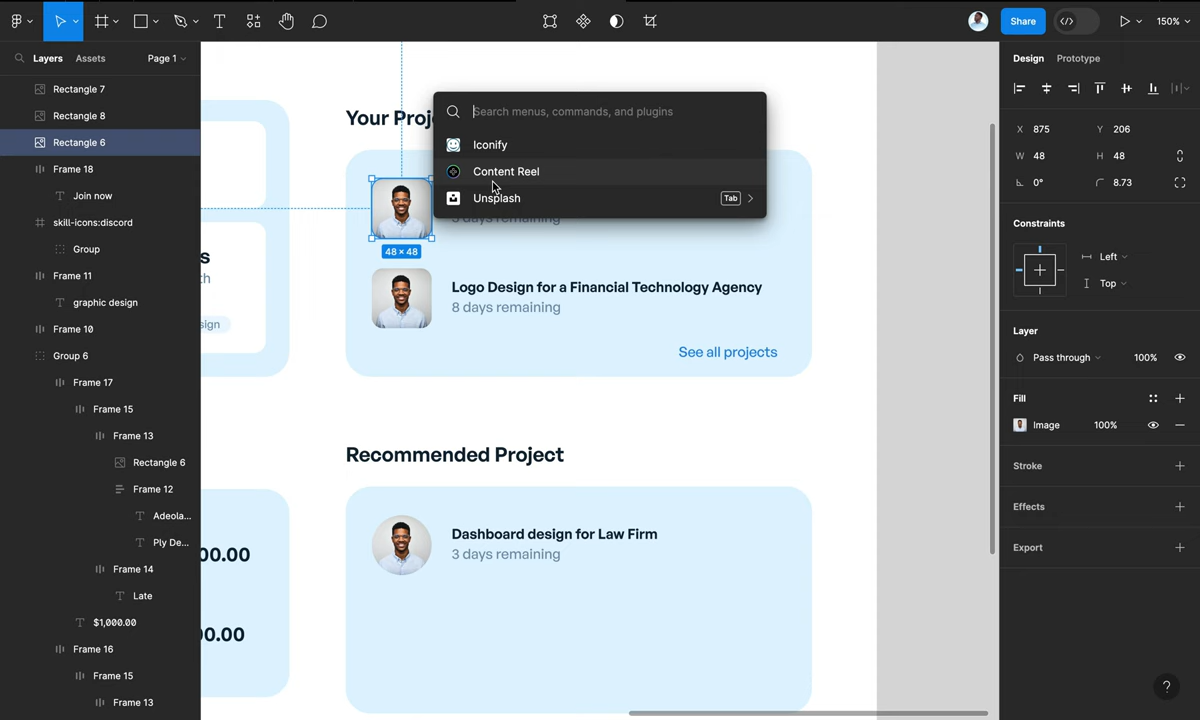 Share
150%
Layers
Assets
Page 1
Rectangle 7
Rectangle 8
Rectangle 6
Frame 18
Join now
skill-icons:discord
Group
Frame 11
graphic design
Frame 10
Group 6
Frame 17
Frame 15
Frame 13
Rectangle 6
Frame 12
Adeola...
Ply De...
Frame 14
Late
$1,000.00
Frame 16
Frame 15
Frame 13
s
th
sign
00.00
00.00
Your Proj
Search menus, commands, and plugins
Iconify
Content Reel
Unsplash
Tab
3 days remaining
48 × 48
Logo Design for a Financial Technology Agency
8 days remaining
See all projects
Recommended Project
Dashboard design for Law Firm
3 days remaining
Design
Prototype
X 875
Y 206
W 48
H 48
0°
8.73
Constraints
Left
Top
Layer
Pass through
100%
Fill
Image
100%
Stroke
Effects
Export
?